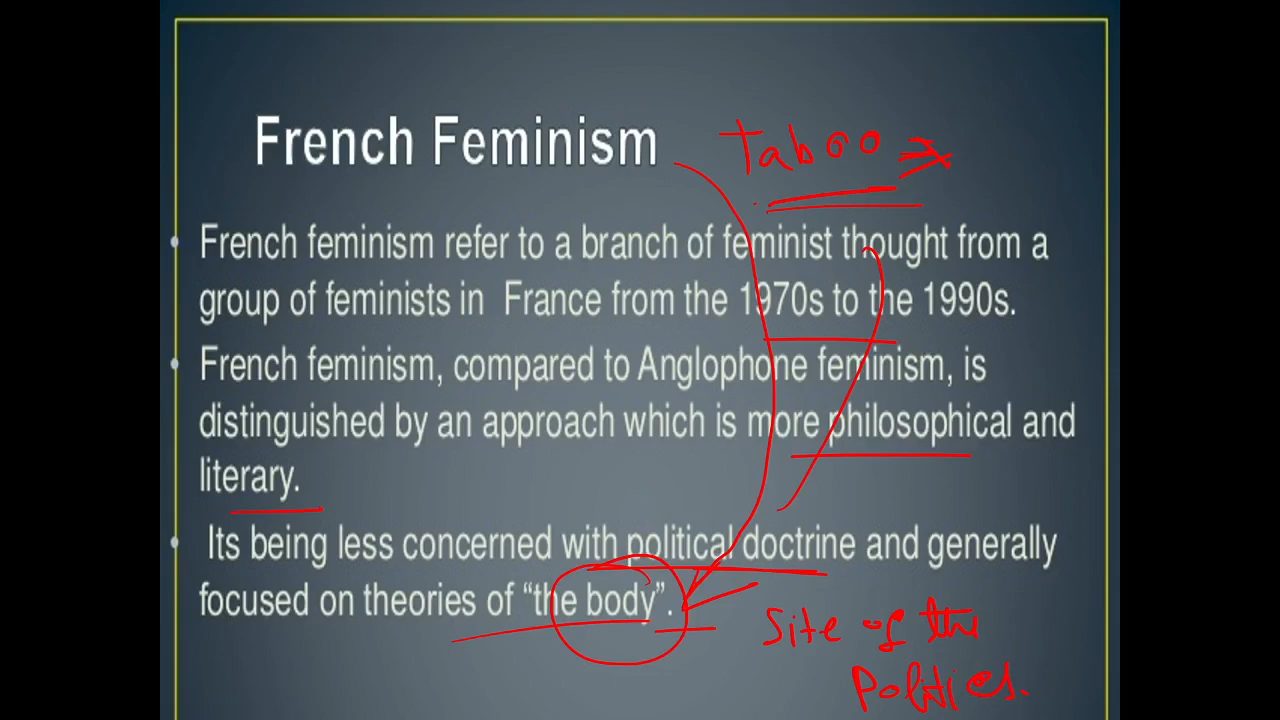 French Feminism
Taboo
• French feminism refer to a branch of feminist thought from a
group of feminists in France from the 1970s to the 1990s.
• French feminism, compared to Anglophone feminism, is
distinguished by an approach which is more philosophical and
literary.
• Its being less concerned with political doctrine and generally
focused on theories of “the body”.
Site of the
Politics.